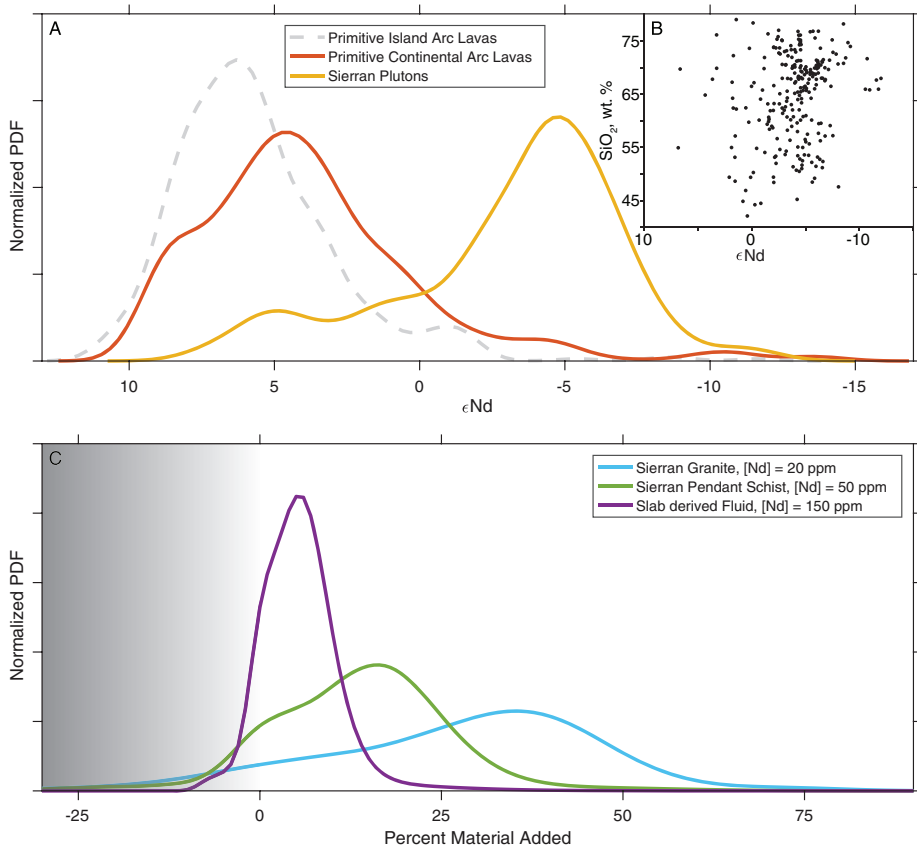 A
Primitive Island Arc Lavas
Primitive Continental Arc Lavas
Sierran Plutons
Normalized PDF
10
5
0
-5
-10
-15
ϵNd
B
75
65
55
45
SiO2, wt. %
10
0
-10
ϵNd
C
Sierran Granite, [Nd] = 20 ppm
Sierran Pendant Schist, [Nd] = 50 ppm
Slab derived Fluid, [Nd] = 150 ppm
Normalized PDF
-25
0
25
50
75
Percent Material Added